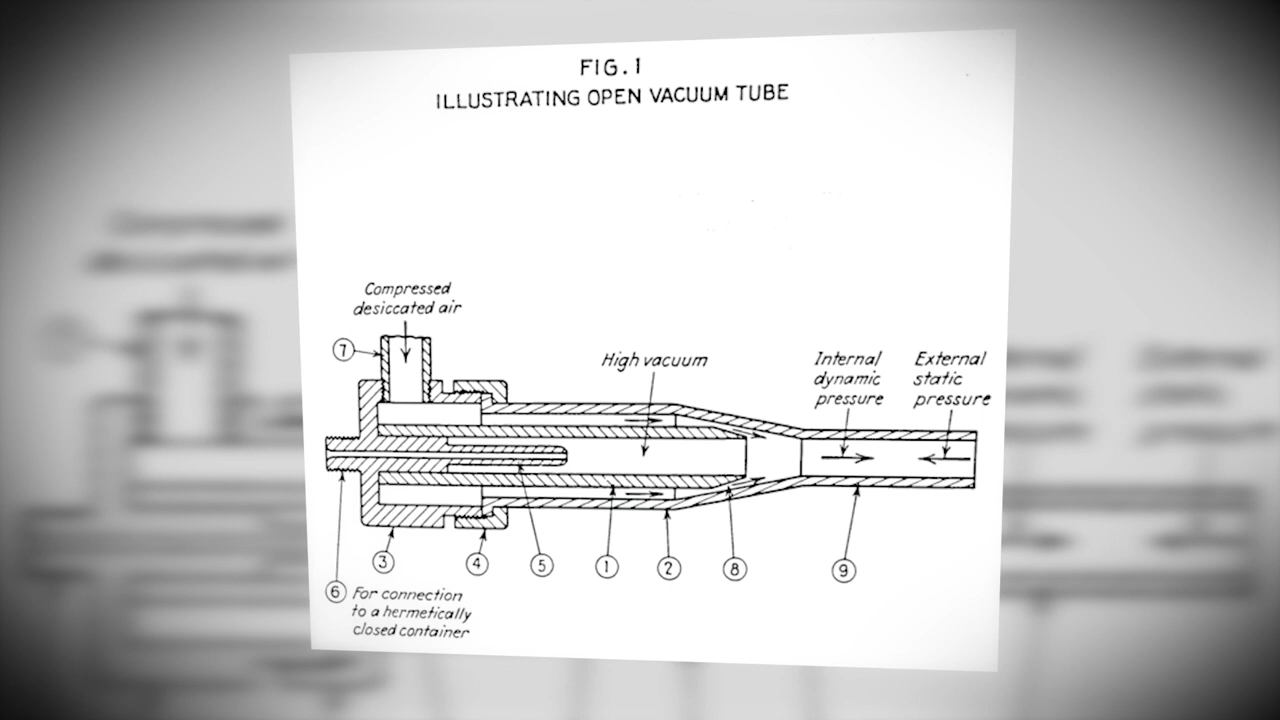 FIG. 1
ILLUSTRATING OPEN VACUUM TUBE
Compressed
desiccated air
7
High vacuum
Internal
dynamic
pressure
External
static
pressure
3
4
5
1
2
8
9
6
For connection
to a hermetically
closed container